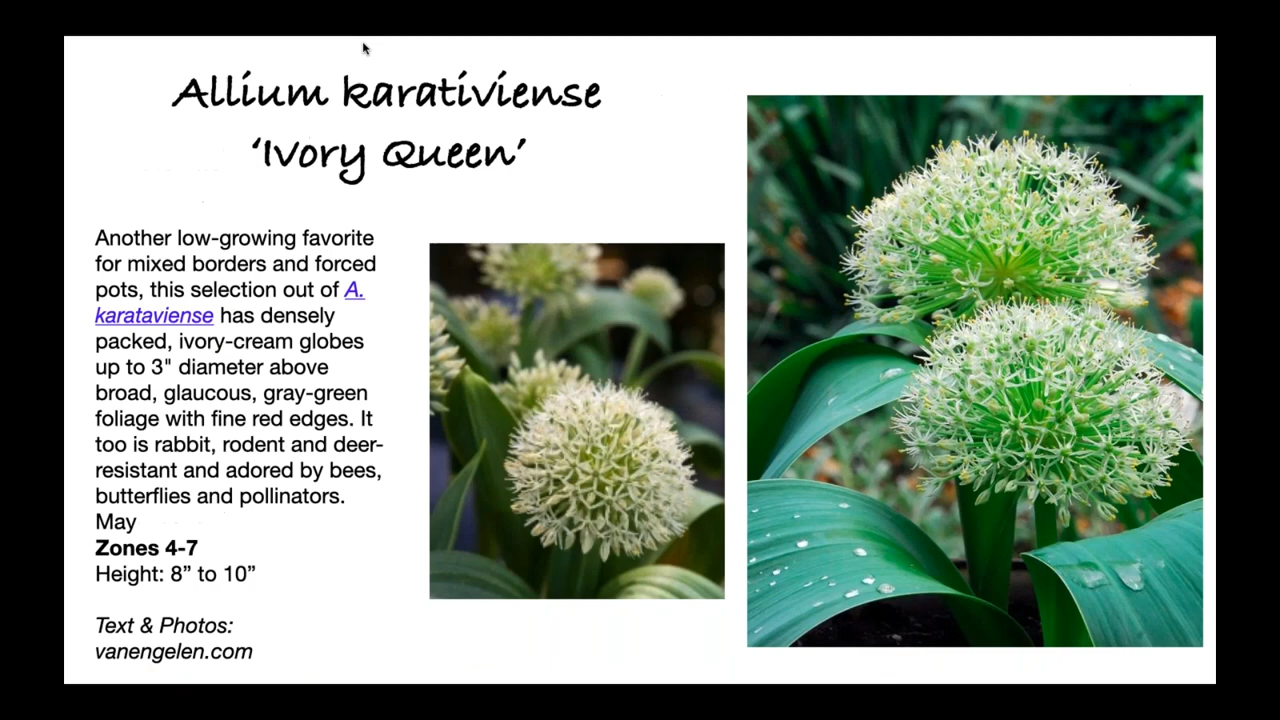 Allium karativiense
‘Ivory Queen’
Another low-growing favorite
for mixed borders and forced
pots, this selection out of A.
karataviense has densely
packed, ivory-cream globes
up to 3" diameter above
broad, glaucous, gray-green
foliage with fine red edges. It
too is rabbit, rodent and deer-
resistant and adored by bees,
butterflies and pollinators.
May
Zones 4-7
Height: 8” to 10”
Text & Photos:
vanengelen.com